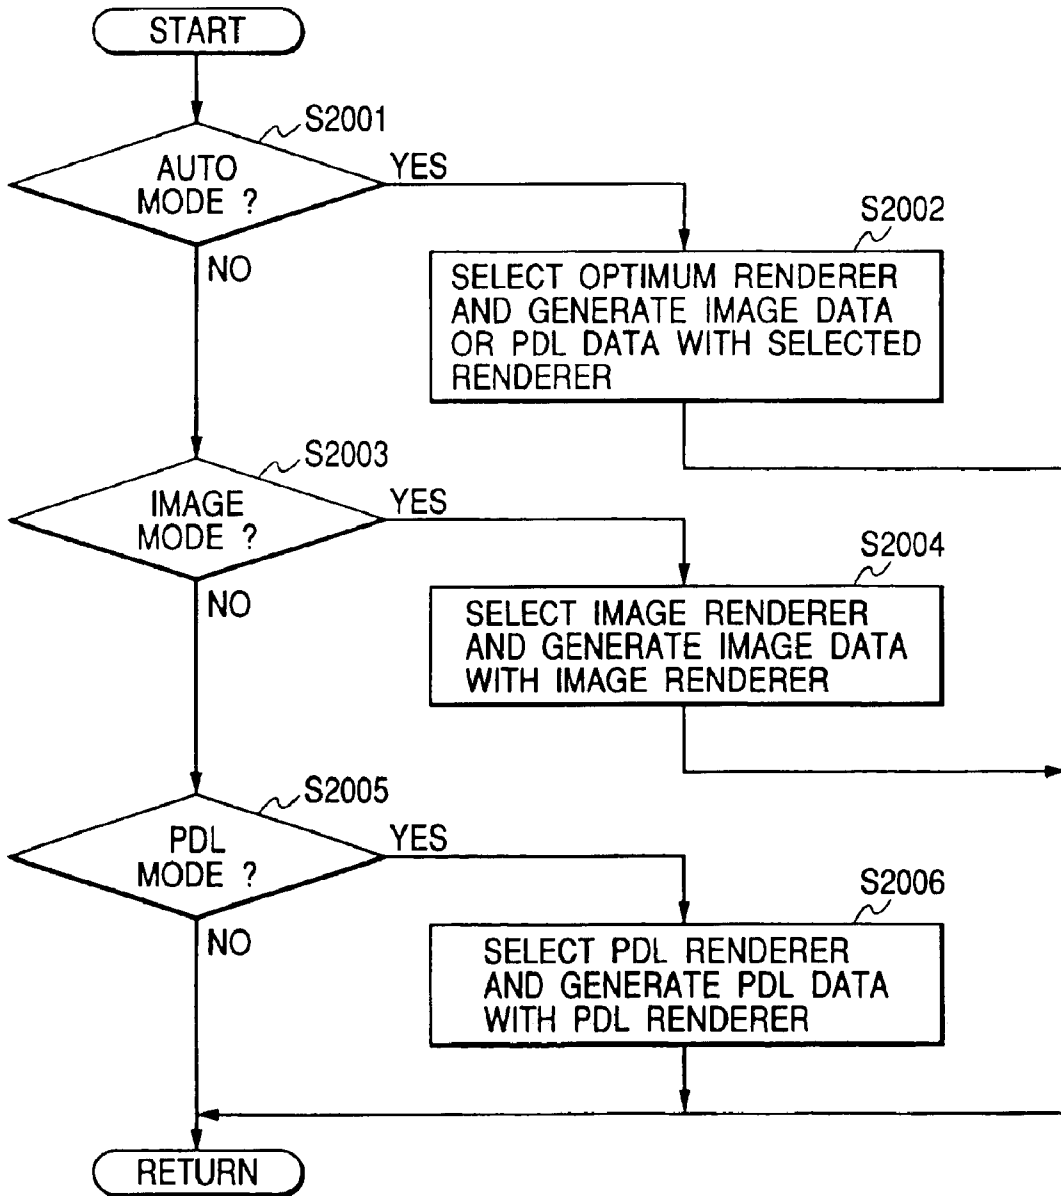 START
S2001
AUTO
MODE ?
YES
NO
S2002
SELECT OPTIMUM RENDERER
AND GENERATE IMAGE DATA
OR PDL DATA WITH SELECTED
RENDERER
S2003
IMAGE
MODE ?
YES
NO
S2004
SELECT IMAGE RENDERER
AND GENERATE IMAGE DATA
WITH IMAGE RENDERER
S2005
PDL
MODE ?
YES
NO
S2006
SELECT PDL RENDERER
AND GENERATE PDL DATA
WITH PDL RENDERER
RETURN